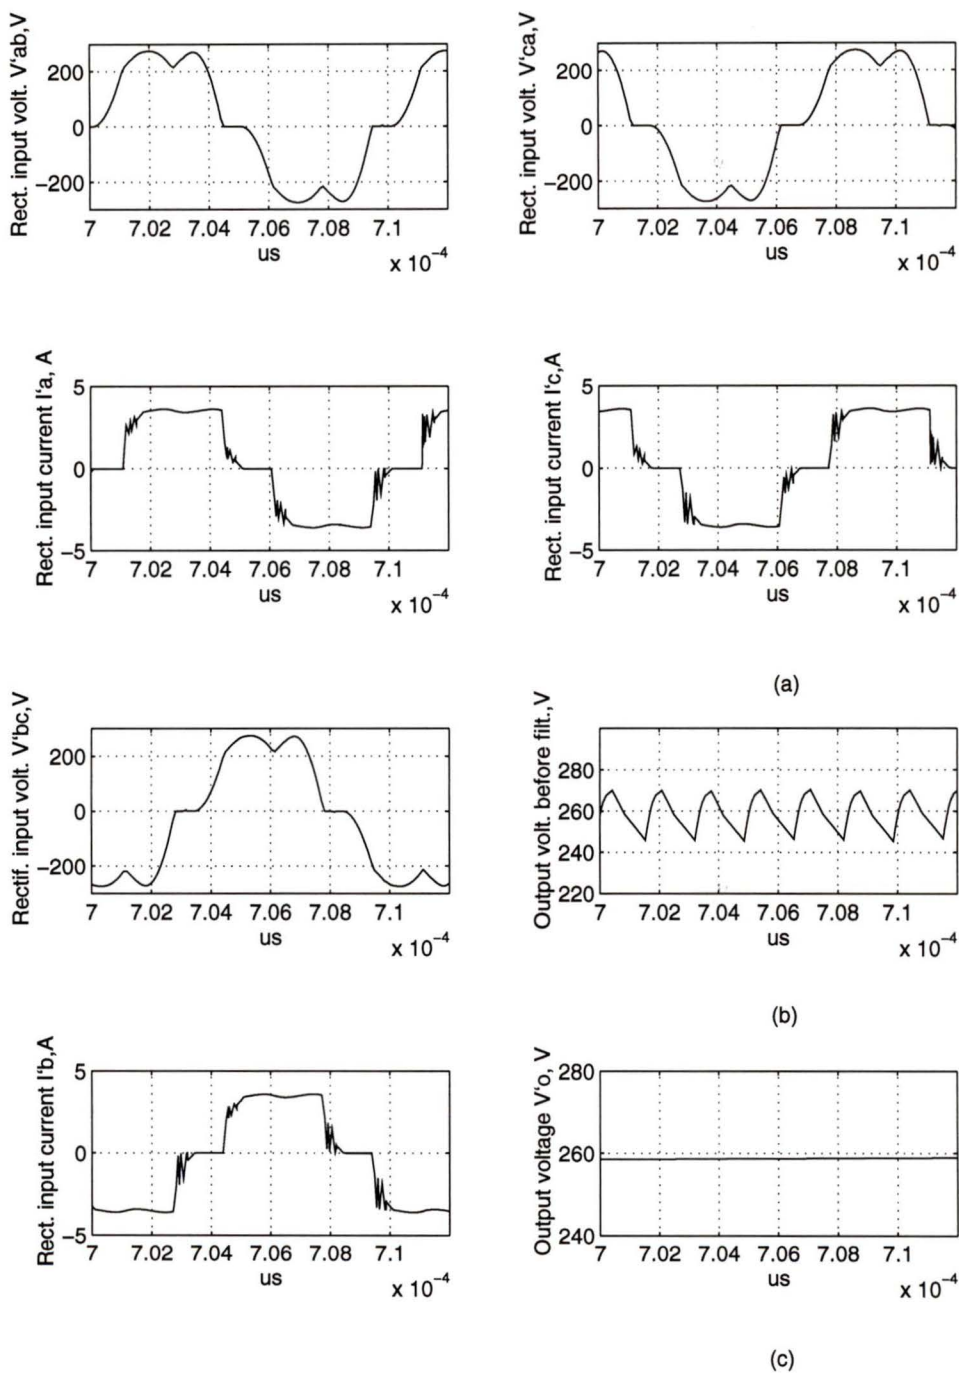 Rect. input volt. V'ab,V
200
0
−200
7 7.02 7.04 7.06 7.08 7.1
us
x 10⁻⁴
Rect. input volt. V'ca,V
200
0
−200
7 7.02 7.04 7.06 7.08 7.1
us
x 10⁻⁴
Rect. input current I'a, A
5
0
−5
7 7.02 7.04 7.06 7.08 7.1
us
x 10⁻⁴
Rect. input current I'c,A
5
0
−5
7 7.02 7.04 7.06 7.08 7.1
us
x 10⁻⁴
(a)
Rectif. input volt. V'bc,V
200
0
−200
7 7.02 7.04 7.06 7.08 7.1
us
x 10⁻⁴
Output volt. before filt.,V
280
260
240
220
7 7.02 7.04 7.06 7.08 7.1
us
x 10⁻⁴
(b)
Rect. input current I'b,A
5
0
−5
7 7.02 7.04 7.06 7.08 7.1
us
x 10⁻⁴
Output voltage V'o, V
280
260
240
7 7.02 7.04 7.06 7.08 7.1
us
x 10⁻⁴
(c)